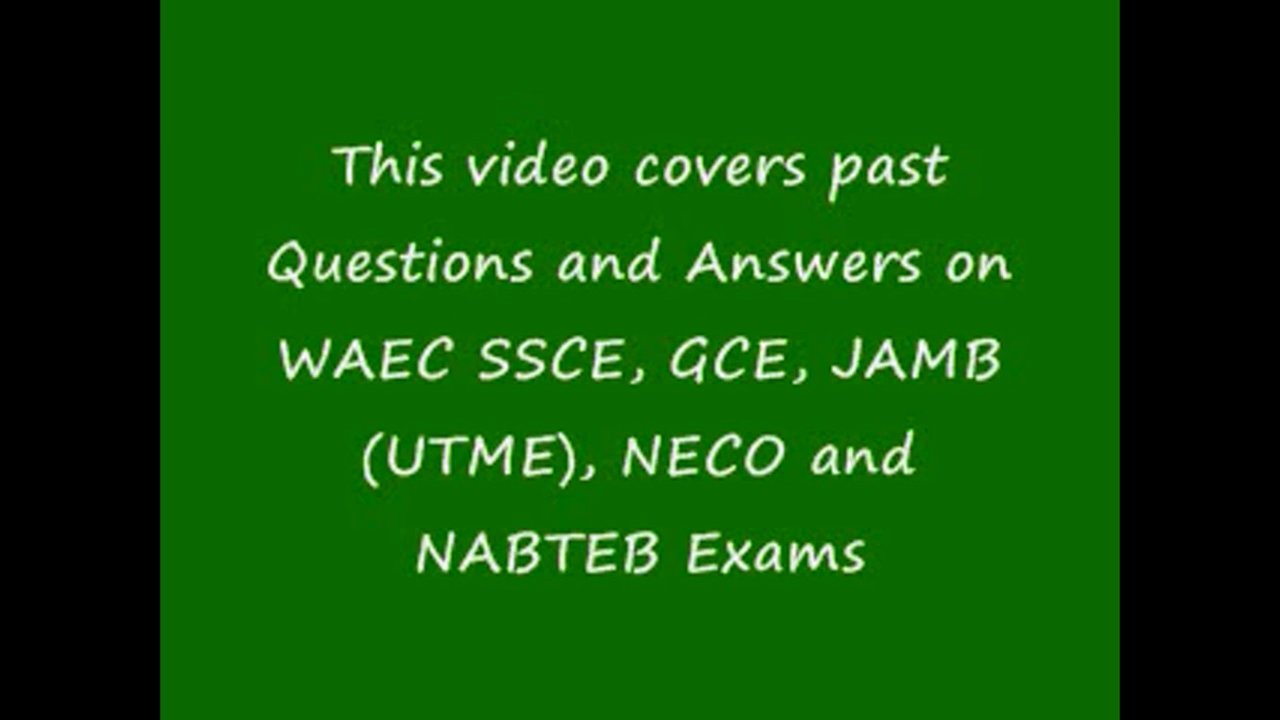 This video covers past
Questions and Answers on
WAEC SSCE, GCE, JAMB
(UTME), NECO and
NABTEB Exams